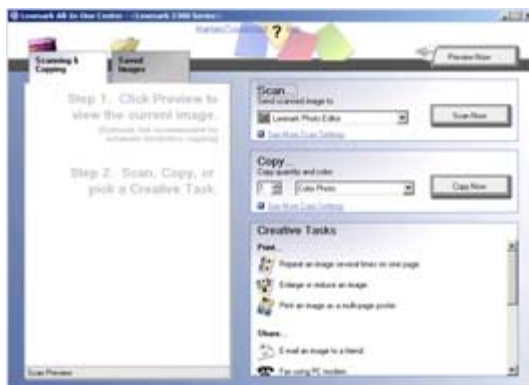 Lexmark All-In-One Center - <Lexmark 2300 Series>
?
Preview Now
Scanning &
Copying
Saved
Images
Step 1. Click Preview to
view the current image.
Step 2. Scan, Copy, or
pick a Creative Task.
Scan...
Send scanned image to:
Lexmark Photo Editor
Scan Now
See More Scan Settings
Copy...
Copy quantity and color:
1
Color Photo
Copy Now
See More Copy Settings
Creative Tasks
Print...
Repeat an image several times on one page.
Enlarge or reduce an image.
Print an image as a multi-page poster.
Share...
E-mail an image to a friend.
Fax using PC modem.
Scan Preview